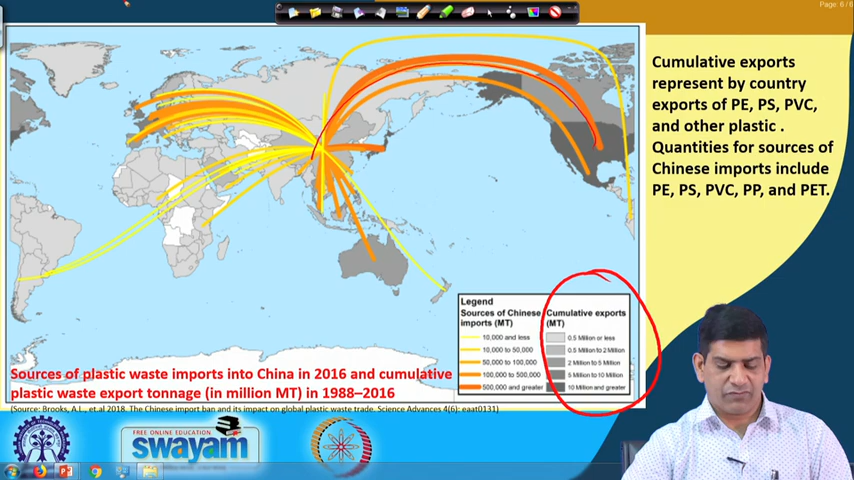 Page: 6 / 6
Cumulative exports
represent by country
exports of PE, PS, PVC,
and other plastic .
Quantities for sources of
Chinese imports include
PE, PS, PVC, PP, and PET.
Legend
Sources of Chinese
imports (MT)
10,000 and less
10,000 to 50,000
50,000 to 100,000
100,000 to 500,000
500,000 and greater
Cumulative exports
(MT)
0.5 Million or less
0.5 Million to 2 Million
2 Million to 5 Million
5 Million to 10 Million
10 Million and greater
Sources of plastic waste imports into China in 2016 and cumulative
plastic waste export tonnage (in million MT) in 1988–2016
(Source: Brooks, A.L., et.al 2018. The Chinese import ban and its impact on global plastic waste trade. Science Advances 4(6): eaat0131)
FREE ONLINE EDUCATION
swayam